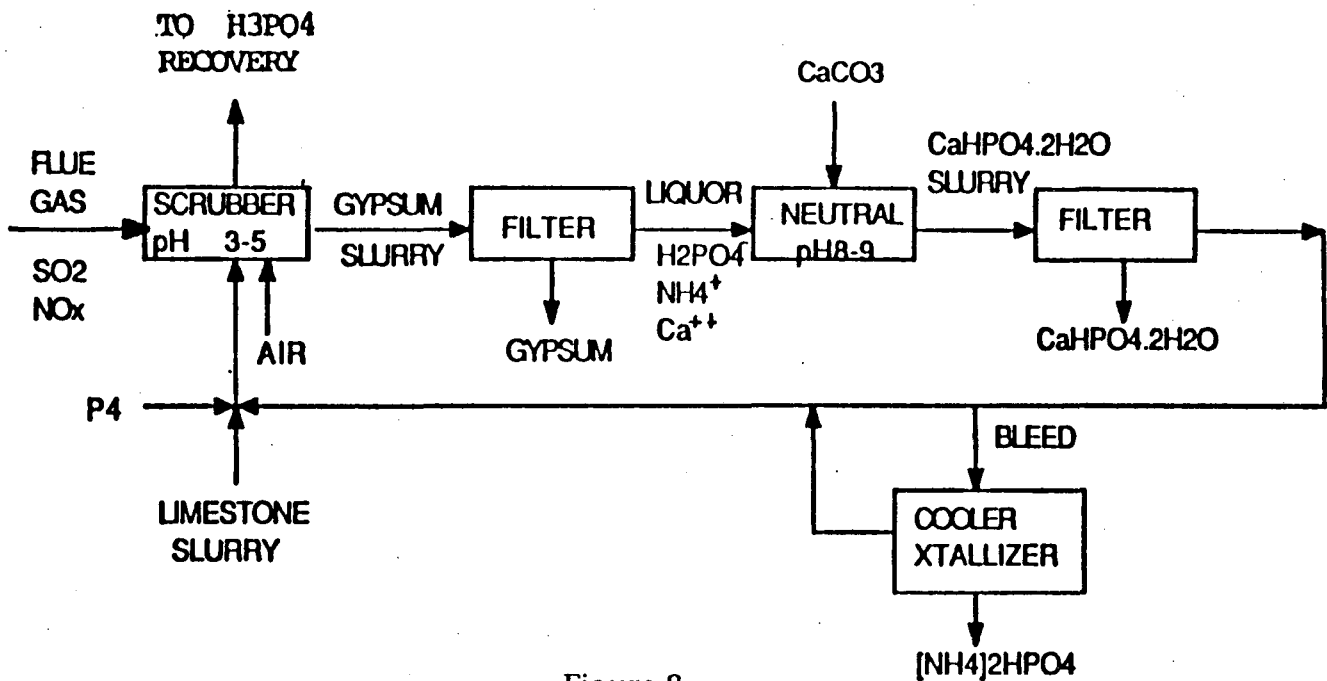 TO H3PO4
RECOVERY
CaCO3
FLUE
GAS
SO2
NOx
SCRUBBER
pH 3-5
GYPSUM
SLURRY
FILTER
LIQUOR
H2PO4-
NH4+
Ca++
NEUTRAL
pH8-9
CaHPO4.2H2O
SLURRY
FILTER
AIR
GYPSUM
CaHPO4.2H2O
P4
BLEED
LIMESTONE
SLURRY
COOLER
XTALLIZER
[NH4]2HPO4
Figure 8